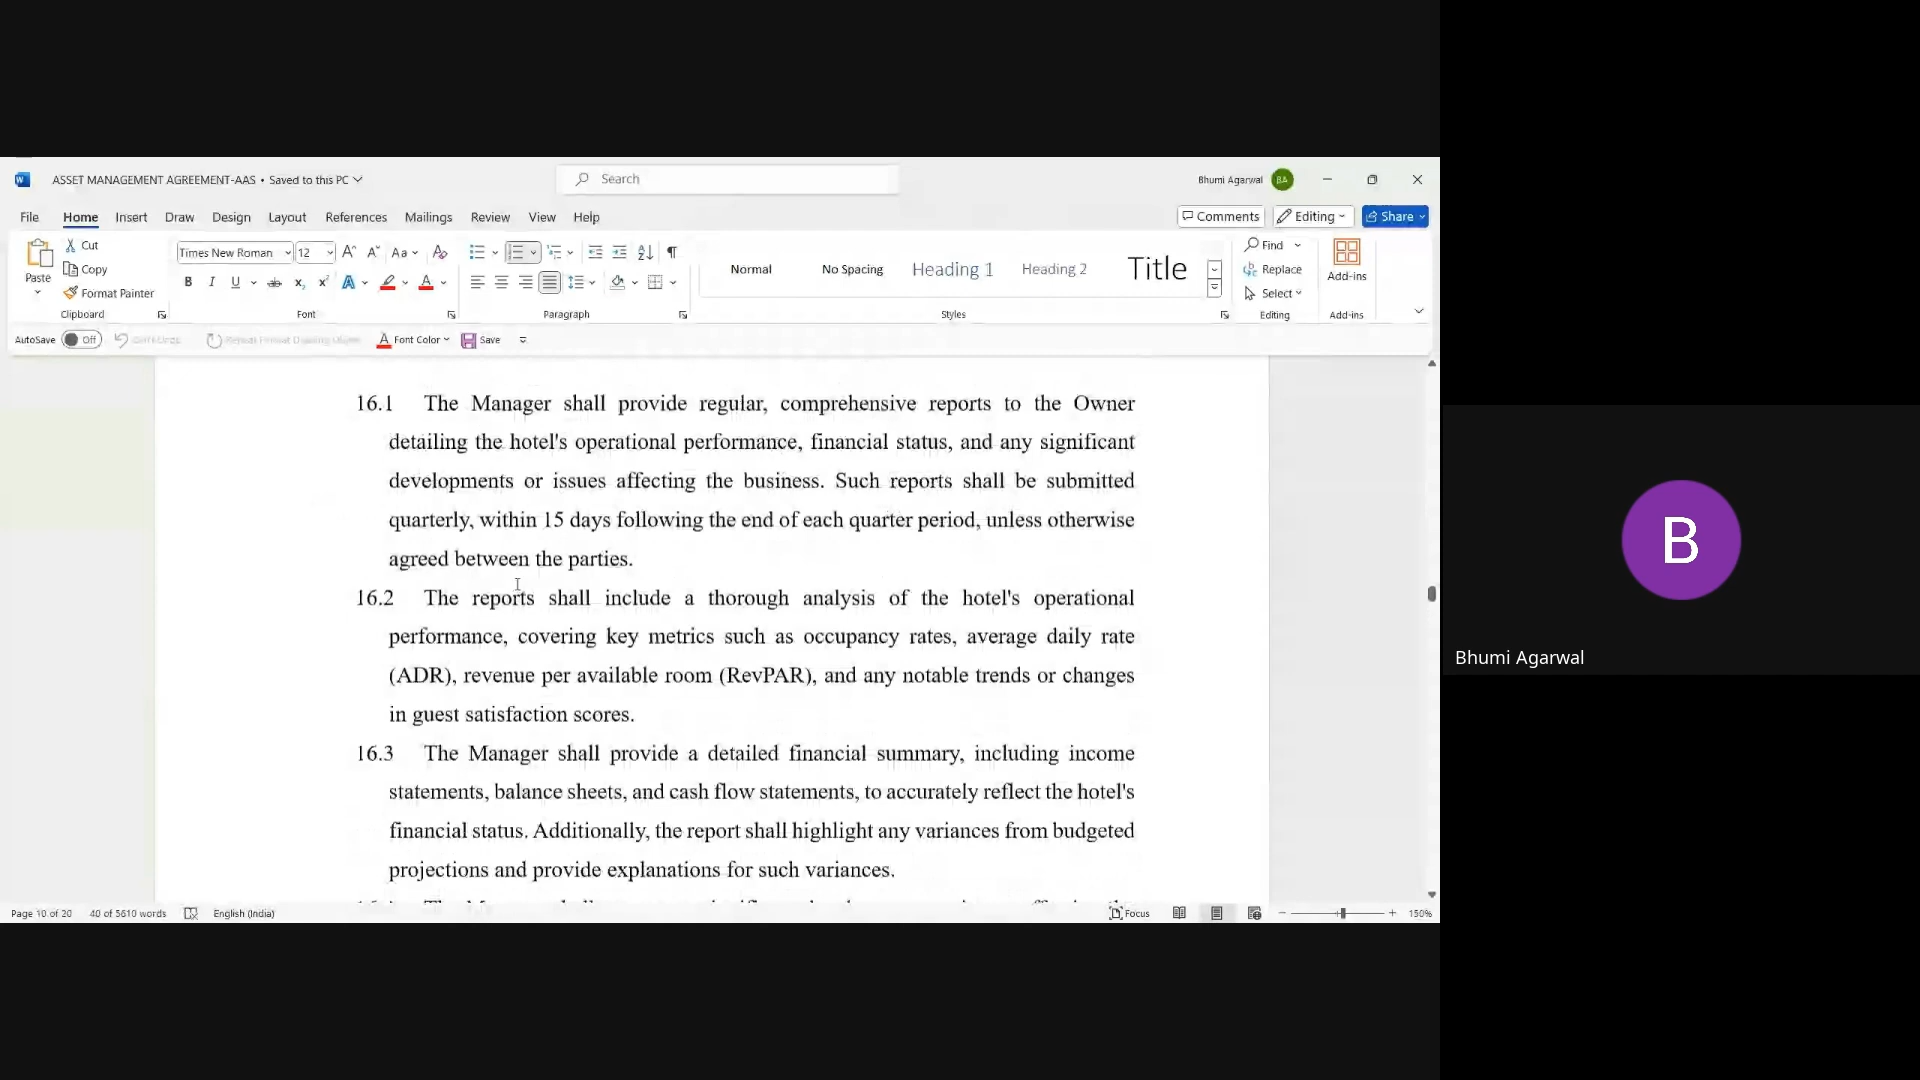 ASSET MANAGEMENT AGREEMENT-AAS • Saved to this PC
Search
Bhumi Agarwal BA
File Home Insert Draw Design Layout References Mailings Review View Help
Comments Editing Share
Paste
Cut
Copy
Format Painter
Clipboard
Times New Roman 12
Font
Paragraph
Normal No Spacing Heading 1 Heading 2 Title
Styles
Find
Replace
Select
Editing
Add-ins
Add-ins
AutoSave Off Font Color Save
16.1 The Manager shall provide regular, comprehensive reports to the Owner
detailing the hotel's operational performance, financial status, and any significant
developments or issues affecting the business. Such reports shall be submitted
quarterly, within 15 days following the end of each quarter period, unless otherwise
agreed between the parties.
16.2 The reports shall include a thorough analysis of the hotel's operational
performance, covering key metrics such as occupancy rates, average daily rate
(ADR), revenue per available room (RevPAR), and any notable trends or changes
in guest satisfaction scores.
16.3 The Manager shall provide a detailed financial summary, including income
statements, balance sheets, and cash flow statements, to accurately reflect the hotel's
financial status. Additionally, the report shall highlight any variances from budgeted
projections and provide explanations for such variances.
Page 10 of 20 40 of 5610 words English (India) Focus 150%
B
Bhumi Agarwal